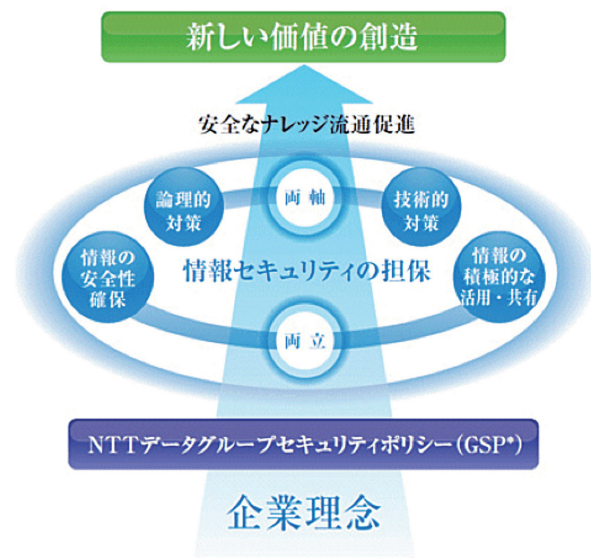 新しい価値の創造
安全なナレッジ流通促進
論理的
対策
両軸
技術的
対策
情報の
安全性
確保
情報セキュリティの担保
情報の
積極的な
活用・共有
両立
NTTデータグループセキュリティポリシー(GSP*)
企業理念